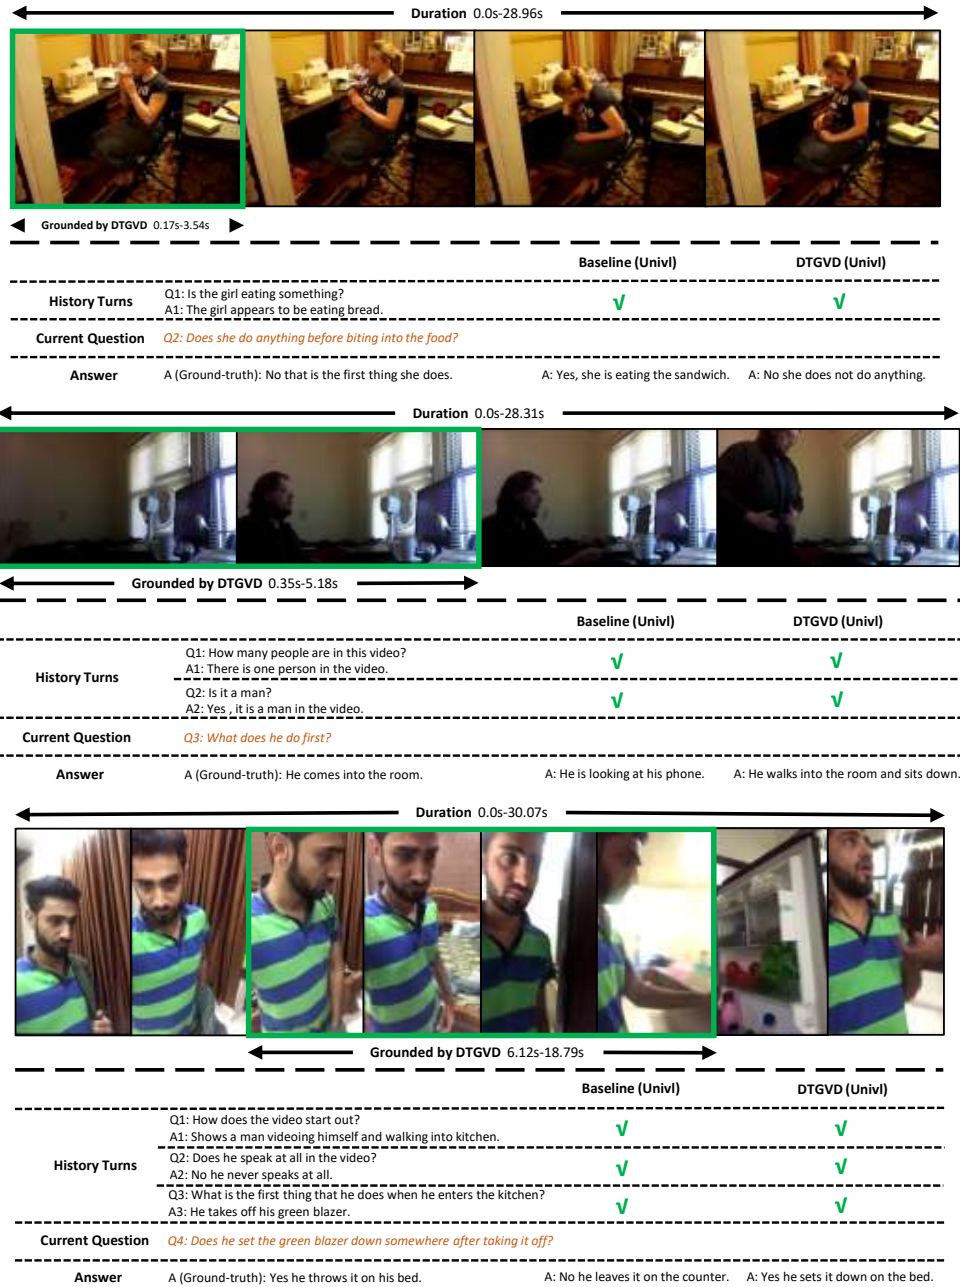 Duration 0.0s-28.96s
Grounded by DTGVD 0.17s-3.54s
Baseline (Univl) DTGVD (Univl)
History Turns
Q1: Is the girl eating something?
A1: The girl appears to be eating bread.
√ √
Current Question Q2: Does she do anything before biting into the food?
Answer A (Ground-truth): No that is the first thing she does. A: Yes, she is eating the sandwich. A: No she does not do anything.
Duration 0.0s-28.31s
Grounded by DTGVD 0.35s-5.18s
Baseline (Univl) DTGVD (Univl)
History Turns
Q1: How many people are in this video?
A1: There is one person in the video.
√ √
Q2: Is it a man?
A2: Yes , it is a man in the video.
√ √
Current Question Q3: What does he do first?
Answer A (Ground-truth): He comes into the room. A: He is looking at his phone. A: He walks into the room and sits down.
Duration 0.0s-30.07s
Grounded by DTGVD 6.12s-18.79s
Baseline (Univl) DTGVD (Univl)
History Turns
Q1: How does the video start out?
A1: Shows a man videoing himself and walking into kitchen.
√ √
Q2: Does he speak at all in the video?
A2: No he never speaks at all.
√ √
Q3: What is the first thing that he does when he enters the kitchen?
A3: He takes off his green blazer.
√ √
Current Question Q4: Does he set the green blazer down somewhere after taking it off?
Answer A (Ground-truth): Yes he throws it on his bed. A: No he leaves it on the counter. A: Yes he sets it down on the bed.